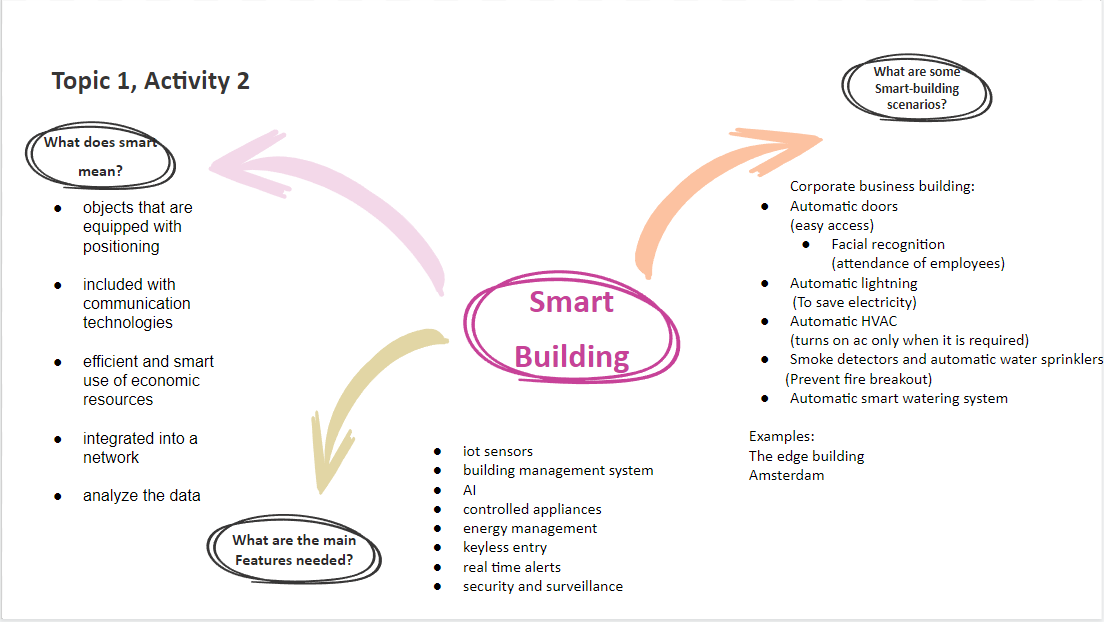 Topic 1, Activity 2
What does smart
mean?
● objects that are
equipped with
positioning
● included with
communication
technologies
● efficient and smart
use of economic
resources
● integrated into a
network
● analyze the data
Smart
Building
What are the main
Features needed?
● iot sensors
● building management system
● AI
● controlled appliances
● energy management
● keyless entry
● real time alerts
● security and surveillance
What are some
Smart-building
scenarios?
Corporate business building:
● Automatic doors
(easy access)
● Facial recognition
(attendance of employees)
● Automatic lightning
(To save electricity)
● Automatic HVAC
(turns on ac only when it is required)
● Smoke detectors and automatic water sprinklers
(Prevent fire breakout)
● Automatic smart watering system
Examples:
The edge building
Amsterdam